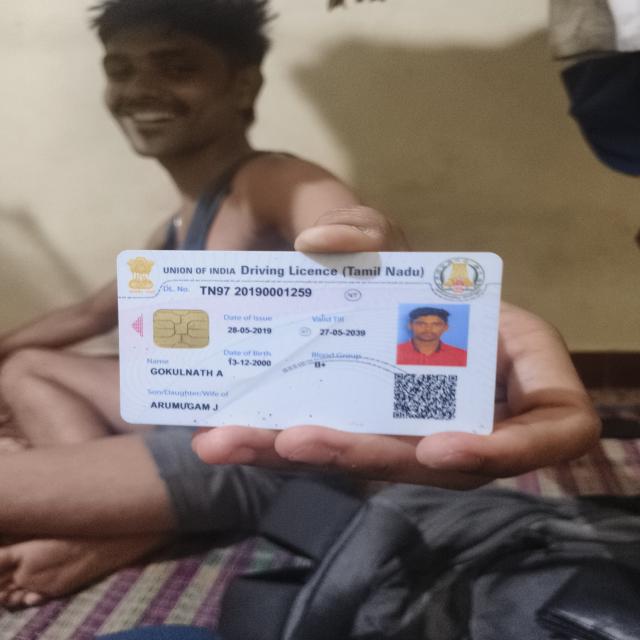 UNION OF INDIA Driving Licence (Tamil Nadu)
DL. No. TN97 20190001259 NT
Date of Issue Valid Till
28-05-2019 NT 27-05-2039
Date of Birth Blood Group
Name 13-12-2000 B+
GOKULNATH A
Son/Daughter/Wife of
ARUMUGAM J